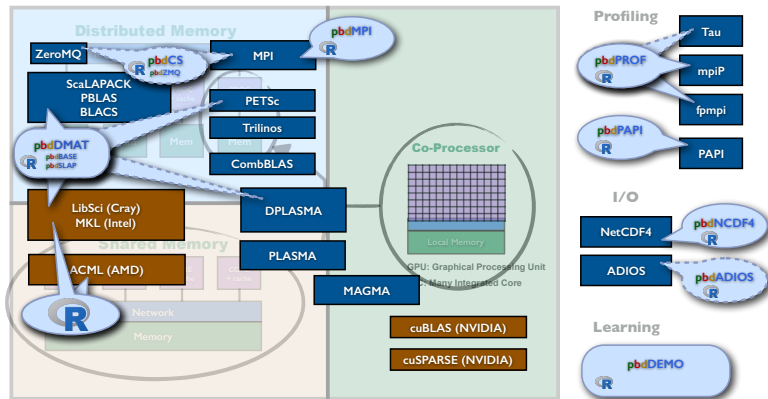 Distributed Memory
ZeroMQ
pbdCS
pbdZMQ
MPI
pbdMPI
R
R
ScaLAPACK
PBLAS
BLACS
PETSc
Trilinos
CombBLAS
Mem
Mem
Mem
pbdDMAT
pbdBASE
pbdSLAP
R
LibSci (Cray)
MKL (Intel)
DPLASMA
Shared Memory
ACML (AMD)
PLASMA
MAGMA
R
Network
Memory
Co-Processor
Local Memory
GPU: Graphical Processing Unit
: Many Integrated Core
cuBLAS (NVIDIA)
cuSPARSE (NVIDIA)
Profiling
Tau
pbdPROF
R
mpiP
fpmpi
pbdPAPI
R
PAPI
I/O
NetCDF4
pbdNCDF4
R
ADIOS
pbdADIOS
R
Learning
pbdDEMO
R